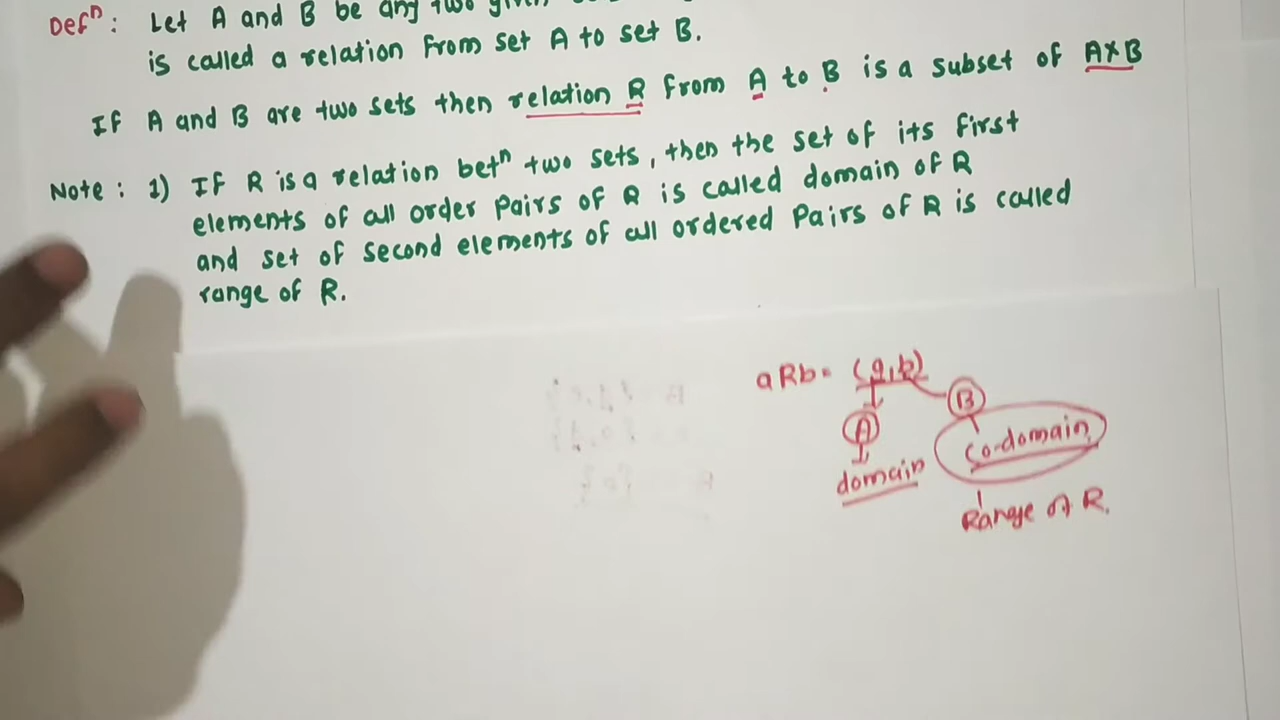 Defⁿ: Let A and B be any two given
is called a relation from set A to set B.
If A and B are two sets then relation R from A to B is a subset of A×B
Note: 1) If R is a relation betⁿ two sets, then the set of its first
elements of all order pairs of R is called domain of R
and set of second elements of all ordered pairs of R is called
range of R.
aRb = (a,b)
A B
domain co-domain
Range of R.